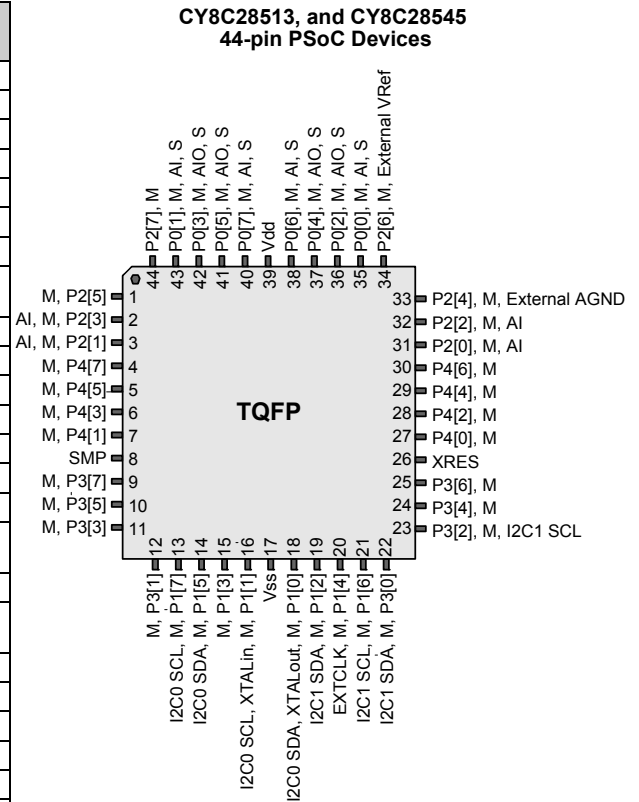 CY8C28513, and CY8C28545
44-pin PSoC Devices
P2[7], M
P0[1], M, AI, S
P0[3], M, AIO, S
P0[5], M, AIO, S
P0[7], M, AI, S
Vdd
P0[6], M, AI, S
P0[4], M, AIO, S
P0[2], M, AIO, S
P0[0], M, AI, S
P2[6], M, External VRef
44
43
42
41
40
39
38
37
36
35
34
M, P2[5] 1
AI, M, P2[3] 2
AI, M, P2[1] 3
M, P4[7] 4
M, P4[5] 5
M, P4[3] 6
M, P4[1] 7
SMP 8
M, P3[7] 9
M, P3[5] 10
M, P3[3] 11
TQFP
33 P2[4], M, External AGND
32 P2[2], M, AI
31 P2[0], M, AI
30 P4[6], M
29 P4[4], M
28 P4[2], M
27 P4[0], M
26 XRES
25 P3[6], M
24 P3[4], M
23 P3[2], M, I2C1 SCL
12
13
14
15
16
17
18
19
20
21
22
M, P3[1]
I2C0 SCL, M, P1[7]
I2C0 SDA, M, P1[5]
M, P1[3]
I2C0 SCL, XTALin, M, P1[1]
Vss
I2C0 SDA, XTALout, M, P1[0]
I2C1 SDA, M, P1[2]
EXTCLK, M, P1[4]
I2C1 SCL, M, P1[6]
I2C1 SDA, M, P3[0]